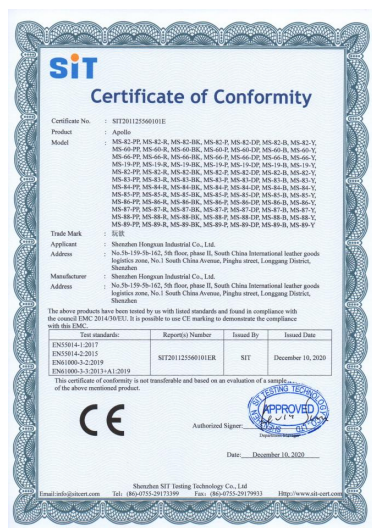 SiT
Certificate of Conformity
Certificate No. : SIT201125560101E
Product : Apollo
Model : MS-82-PP, MS-82-R, MS-82-BK, MS-82-P, MS-82-DP, MS-82-B, MS-82-Y,
MS-60-PP, MS-60-R, MS-60-BK, MS-60-P, MS-60-DP, MS-60-B, MS-60-Y,
MS-66-PP, MS-66-R, MS-66-BK, MS-66-P, MS-66-DP, MS-66-B, MS-66-Y,
MS-19-PP, MS-19-R, MS-19-BK, MS-19-P, MS-19-DP, MS-19-B, MS-19-Y,
MS-82-PP, MS-82-R, MS-82-BK, MS-82-P, MS-82-DP, MS-82-B, MS-82-Y,
MS-83-PP, MS-83-R, MS-83-BK, MS-83-P, MS-83-DP, MS-83-B, MS-83-Y,
MS-84-PP, MS-84-R, MS-84-BK, MS-84-P, MS-84-DP, MS-84-B, MS-84-Y,
MS-86-PP, MS-86-R, MS-86-BK, MS-86-P, MS-86-DP, MS-86-B, MS-86-Y,
MS-87-PP, MS-87-R, MS-87-BK, MS-87-P, MS-87-DP, MS-87-B, MS-87-Y,
MS-88-PP, MS-88-R, MS-88-BK, MS-88-P, MS-88-DP, MS-88-B, MS-88-Y,
MS-89-PP, MS-89-R, MS-89-BK, MS-89-P, MS-89-DP, MS-89-B, MS-89-Y
Trade Mark :
Applicant : Shenzhen Hongxun Industrial Co., Ltd.
Address : No.5b-159-5b-162, 5th floor, phase II, South China International leather goods
logistics zone, No.1 South China Avenue, Pinghu street, Longgang District,
Shenzhen
Manufacturer : Shenzhen Hongxun Industrial Co., Ltd.
Address : No.5b-159-5b-162, 5th floor, phase II, South China International leather goods
logistics zone, No.1 South China Avenue, Pinghu street, Longgang District,
Shenzhen
The above products have been tested by us with listed standards and found in compliance with
the council EMC 2014/30/EU. It is possible to use CE marking to demonstrate the compliance
with this EMC.
Test standards: Report(s) Number Issued By Issued Date
EN55014-1:2017
EN55014-2:2015
EN61000-3-2:2019
EN61000-3-3:2013+A1:2019
SIT201125560101ER SIT December 10, 2020
This certificate of conformity is not transferable and based on an evaluation of a sample
of the above mentioned product.
CE
SIT TESTING TECHNOLOGY
APPROVED
Authorized Signer:
Department Manager
Date: December 10, 2020
Shenzhen SIT Testing Technology Co., Ltd
Email:info@sitcert.com Tel: (86)-0755-29173399 Fax: (86)-0755-29179933 Http://www.sit-cert.com